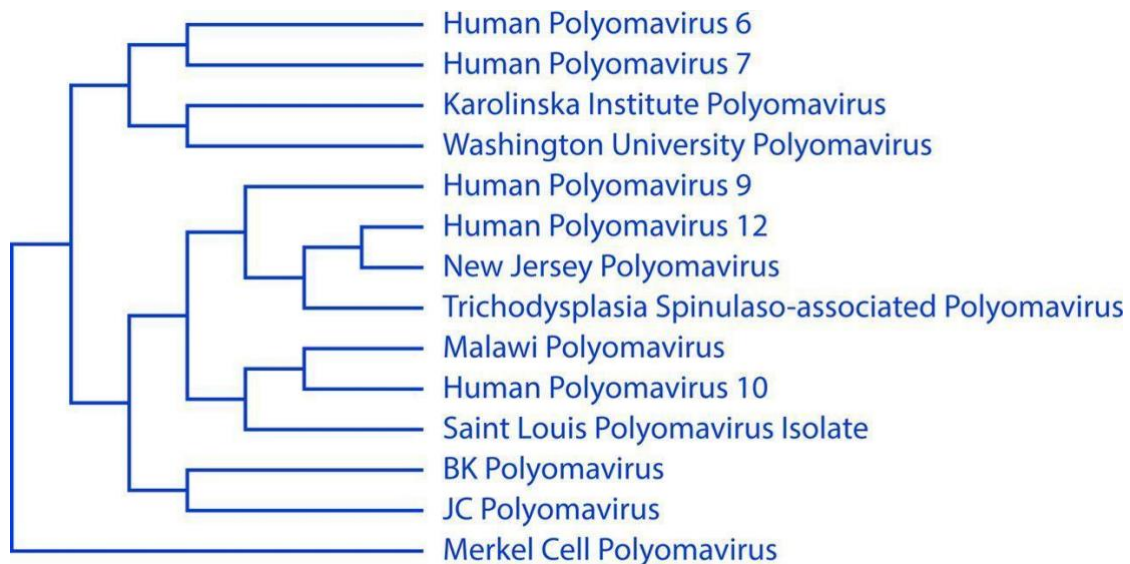 Human Polyomavirus 6
Human Polyomavirus 7
Karolinska Institute Polyomavirus
Washington University Polyomavirus
Human Polyomavirus 9
Human Polyomavirus 12
New Jersey Polyomavirus
Trichodysplasia Spinulaso-associated Polyomavirus
Malawi Polyomavirus
Human Polyomavirus 10
Saint Louis Polyomavirus Isolate
BK Polyomavirus
JC Polyomavirus
Merkel Cell Polyomavirus